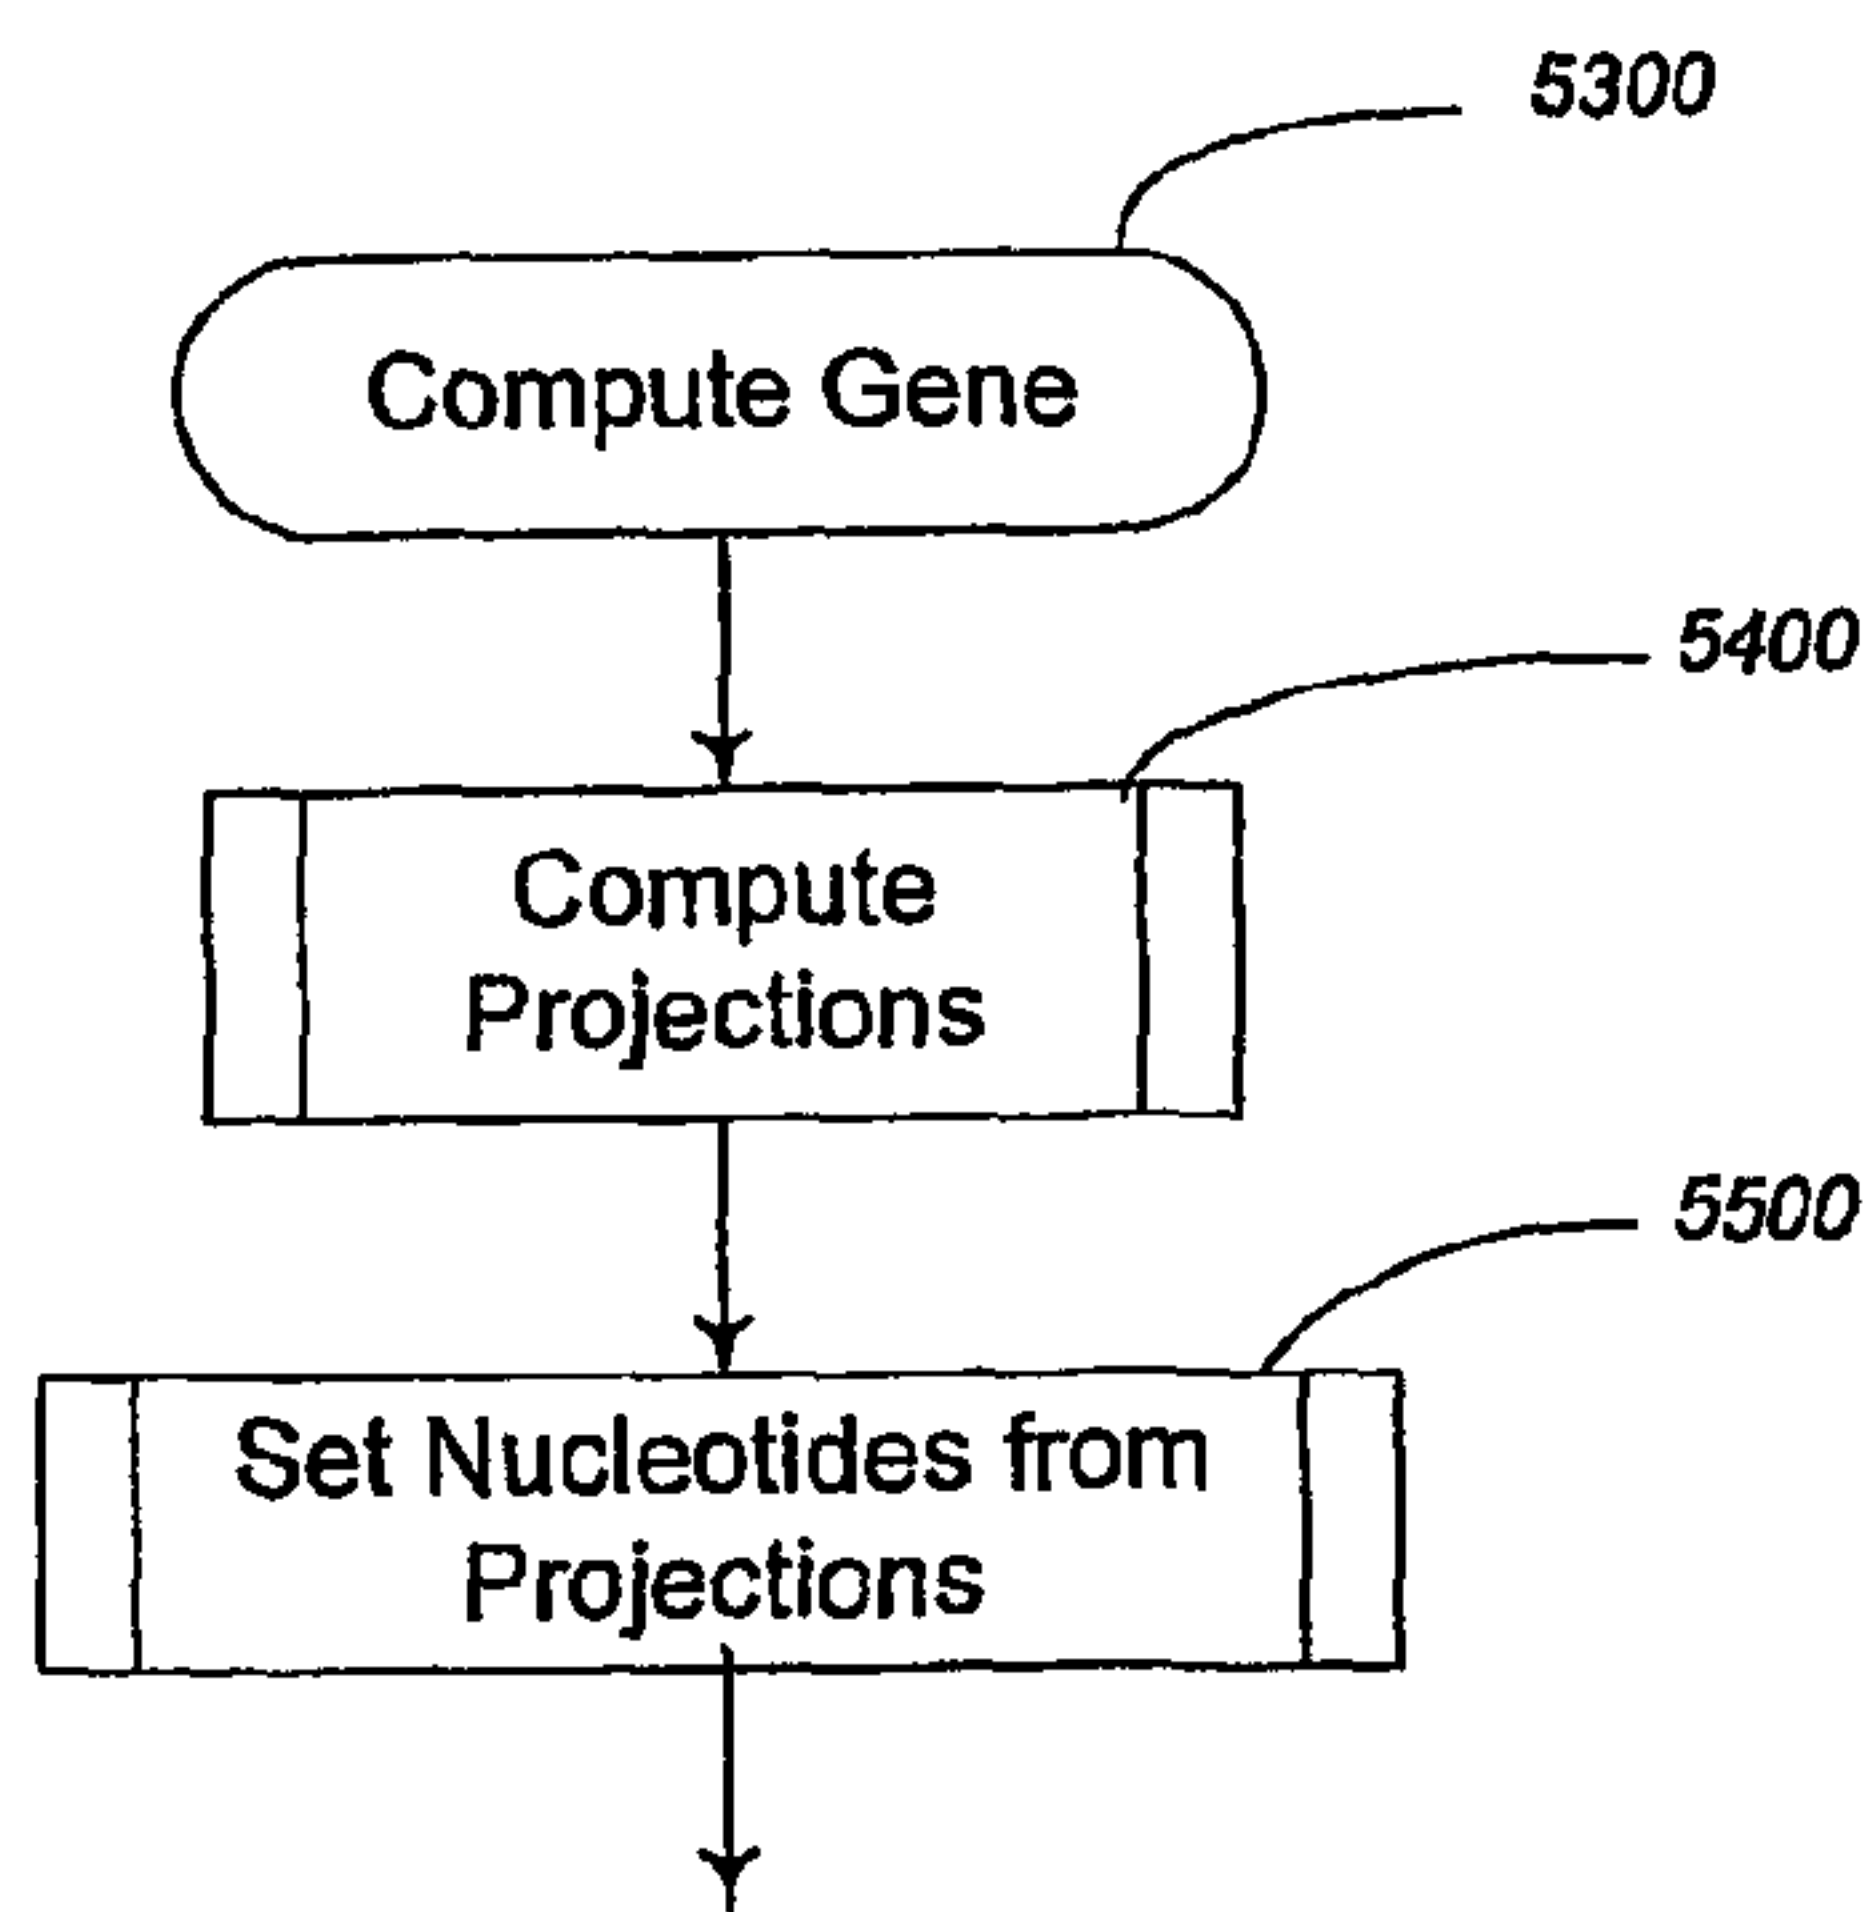 5300
Compute Gene
5400
Compute
Projections
5500
Set Nucleotides from
Projections